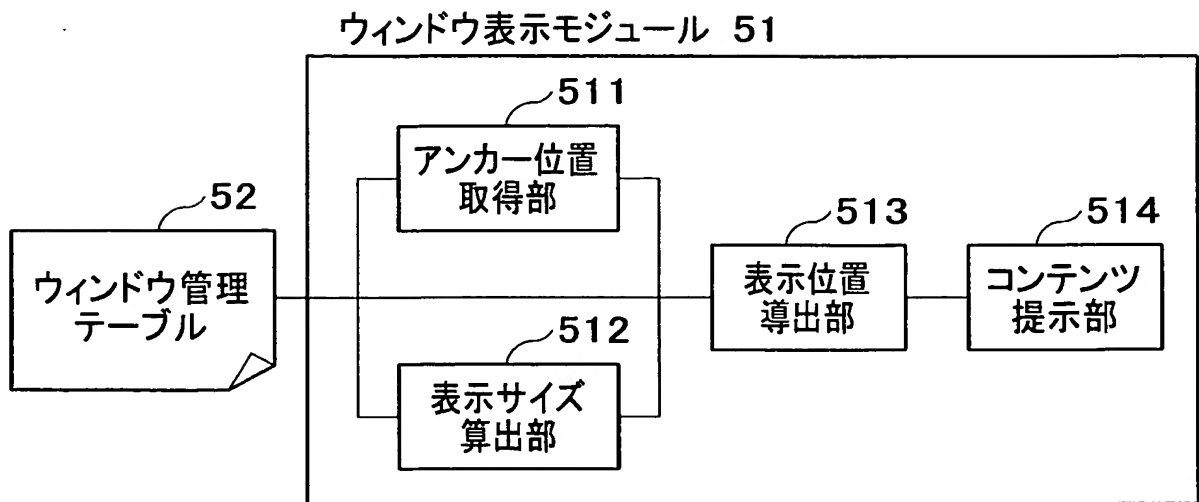 ウィンドウ表示モジュール 51
511
アンカー位置
取得部
52
ウィンドウ管理
テーブル
512
表示サイズ
算出部
513
表示位置
導出部
514
コンテンツ
提示部